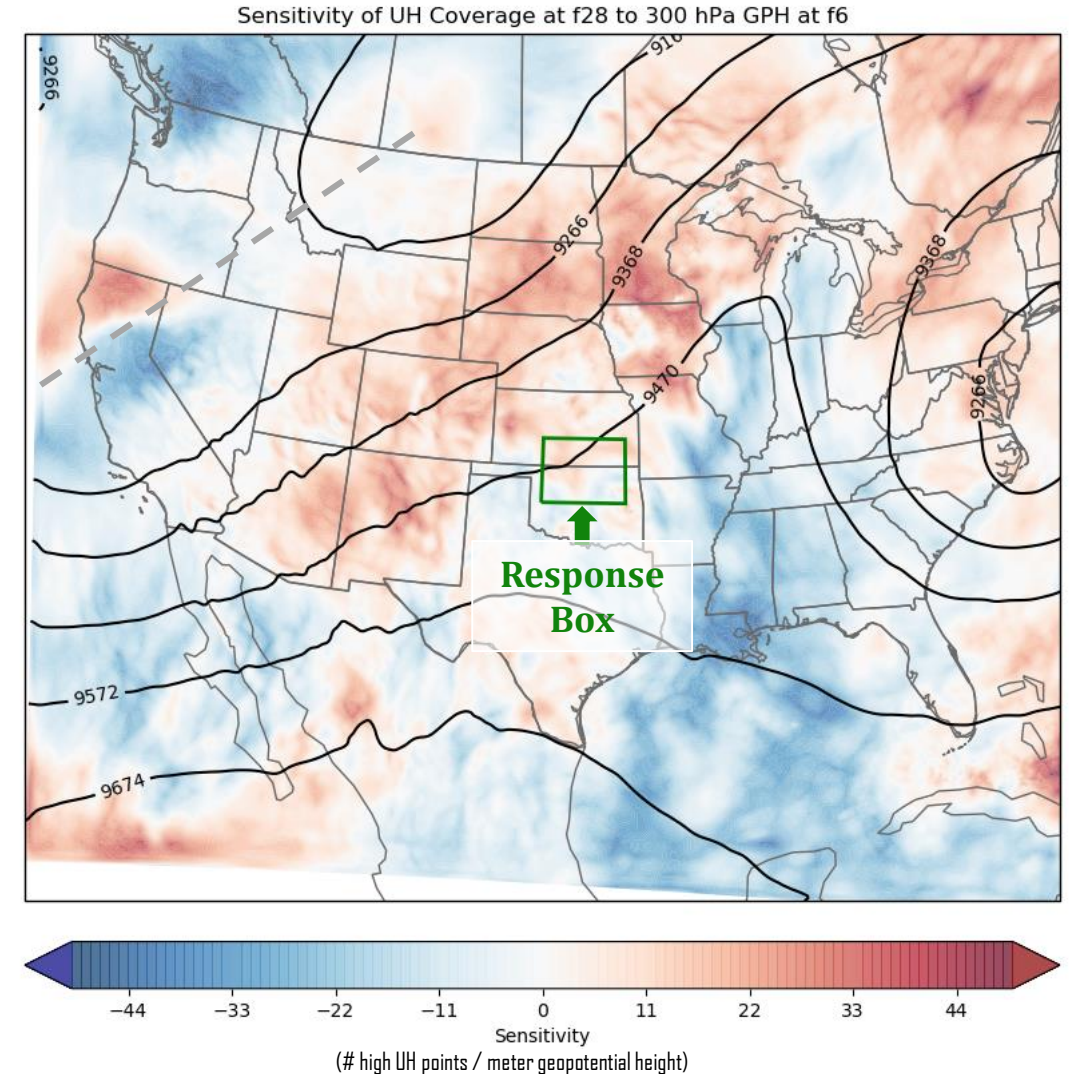 Sensitivity of UH Coverage at f28 to 300 hPa GPH at f6
916
9266
9266
9368
9368
9470
9266
Response
Box
9572
9674
−44 −33 −22 −11 0 11 22 33 44
Sensitivity
(# high UH points / meter geopotential height)